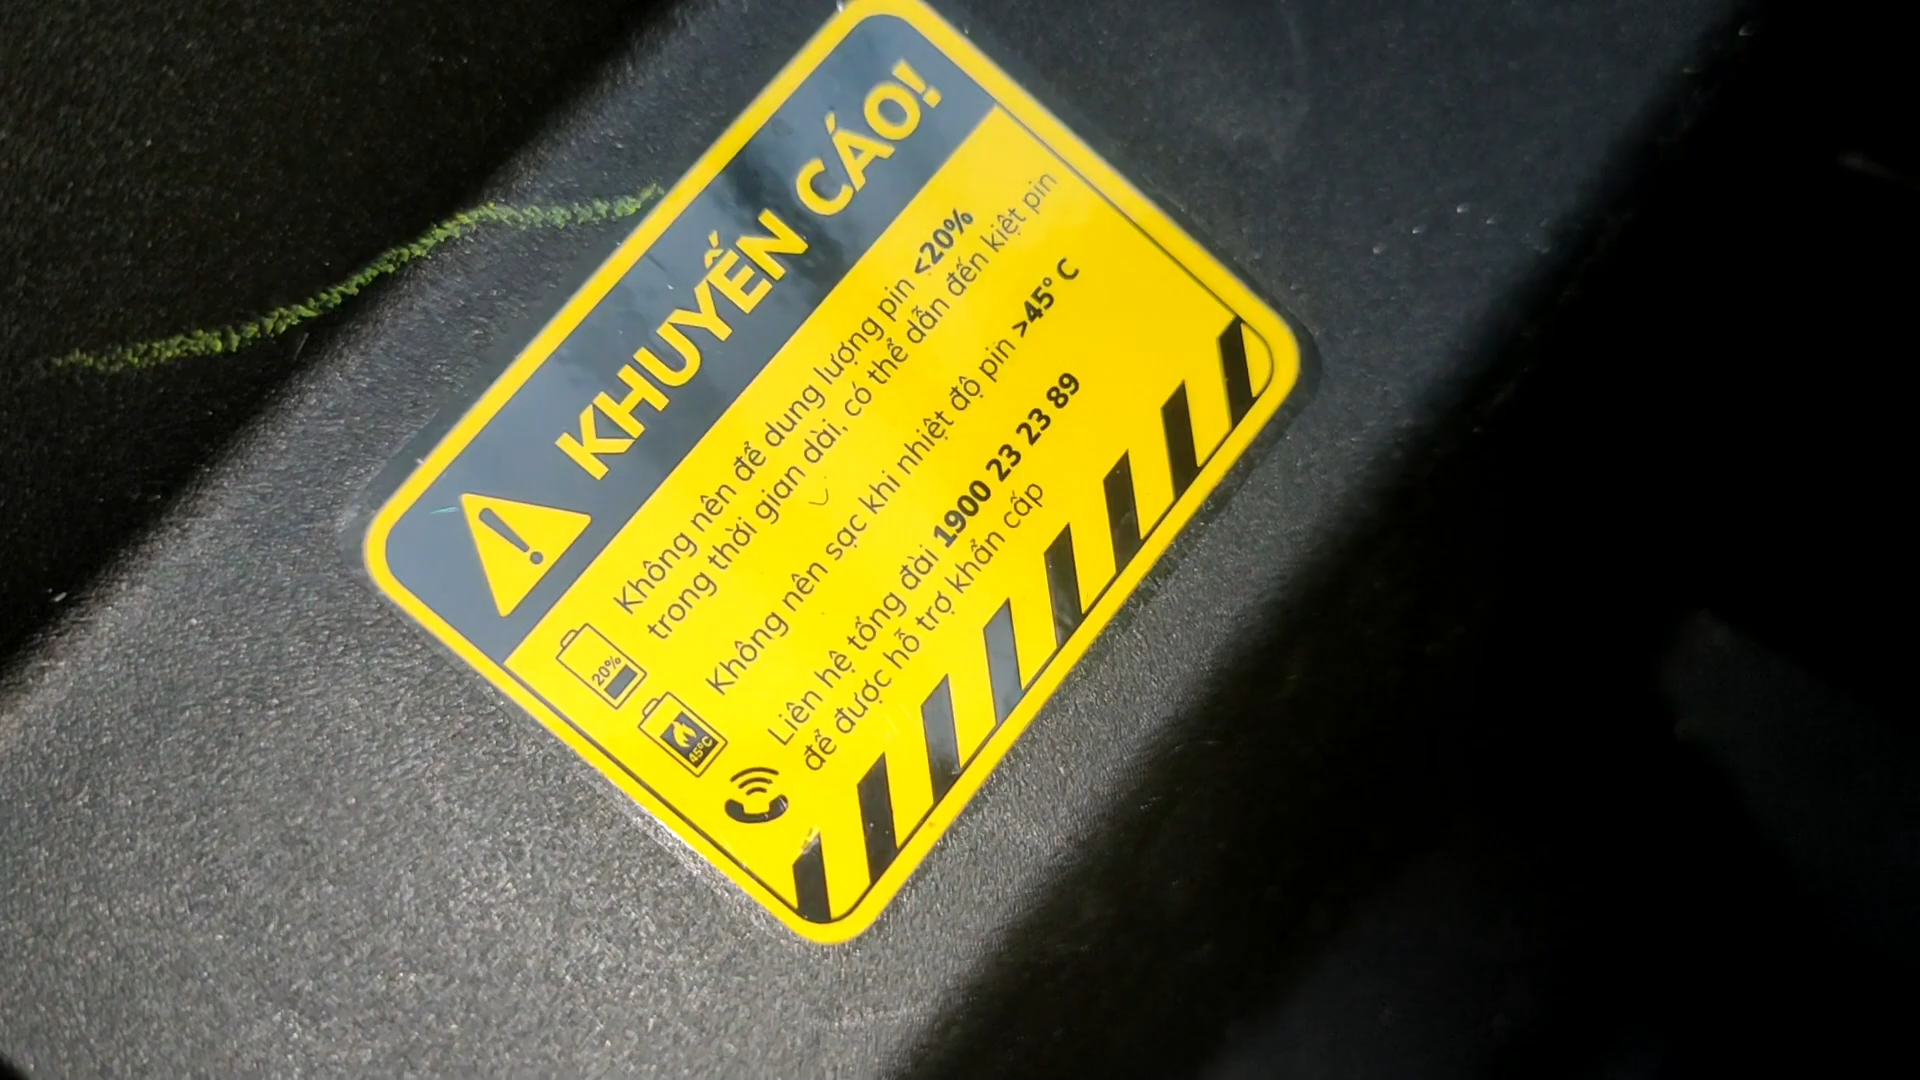 KHUYẾN CÁO!
Không nên để dung lượng pin <20%
trong thời gian dài, có thể dẫn đến kiệt pin
20%
Không nên sạc khi nhiệt độ pin >45° C
45°C
Liên hệ tổng đài 1900 23 23 89
để được hỗ trợ khẩn cấp